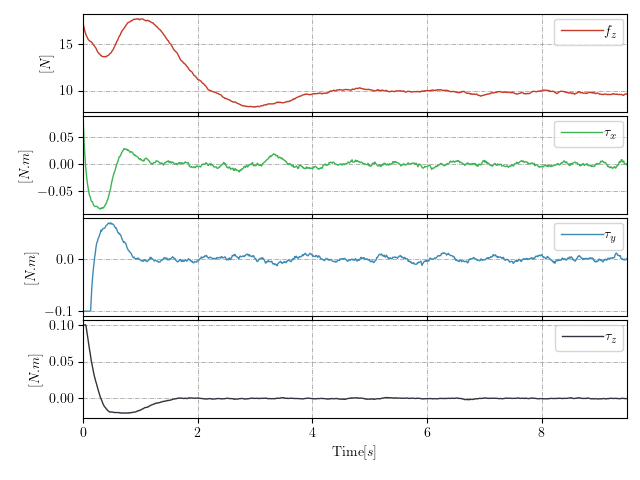 f_z
15
10
[N]
τ_x
0.05
0.00
−0.05
[N.m]
τ_y
0.0
−0.1
[N.m]
τ_z
0.10
0.05
0.00
[N.m]
0 2 4 6 8
Time[s]